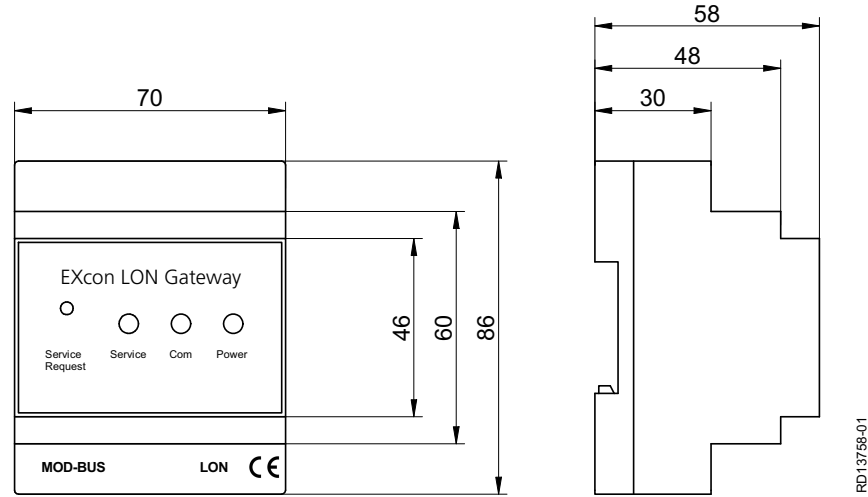 58
48
70
30
EXcon LON Gateway
Service Request
Service
Com
Power
46
60
86
MOD-BUS
LON
CE
RD13758-01